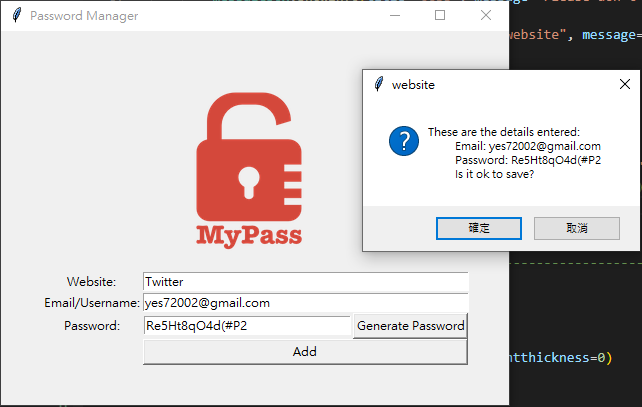 Password Manager
website", message=
website
These are the details entered:
Email: yes72002@gmail.com
Password: Re5Ht8qO4d(#P2
Is it ok to save?
確定
取消
MyPass
Website:
Twitter
Email/Username:
yes72002@gmail.com
Password:
Re5Ht8qO4d(#P2
Generate Password
Add
ntthickness=0)